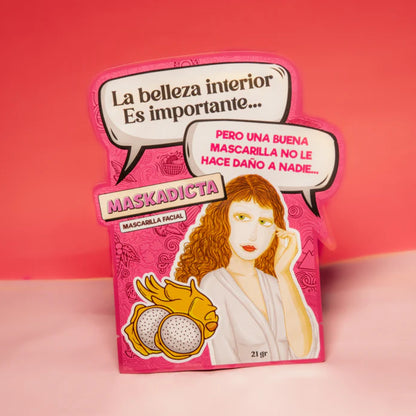 La belleza interior
Es importante...
PERO UNA BUENA
MASCARILLA NO LE
HACE DAÑO A NADIE...
MASKADICTA
MASCARILLA FACIAL
21 gr